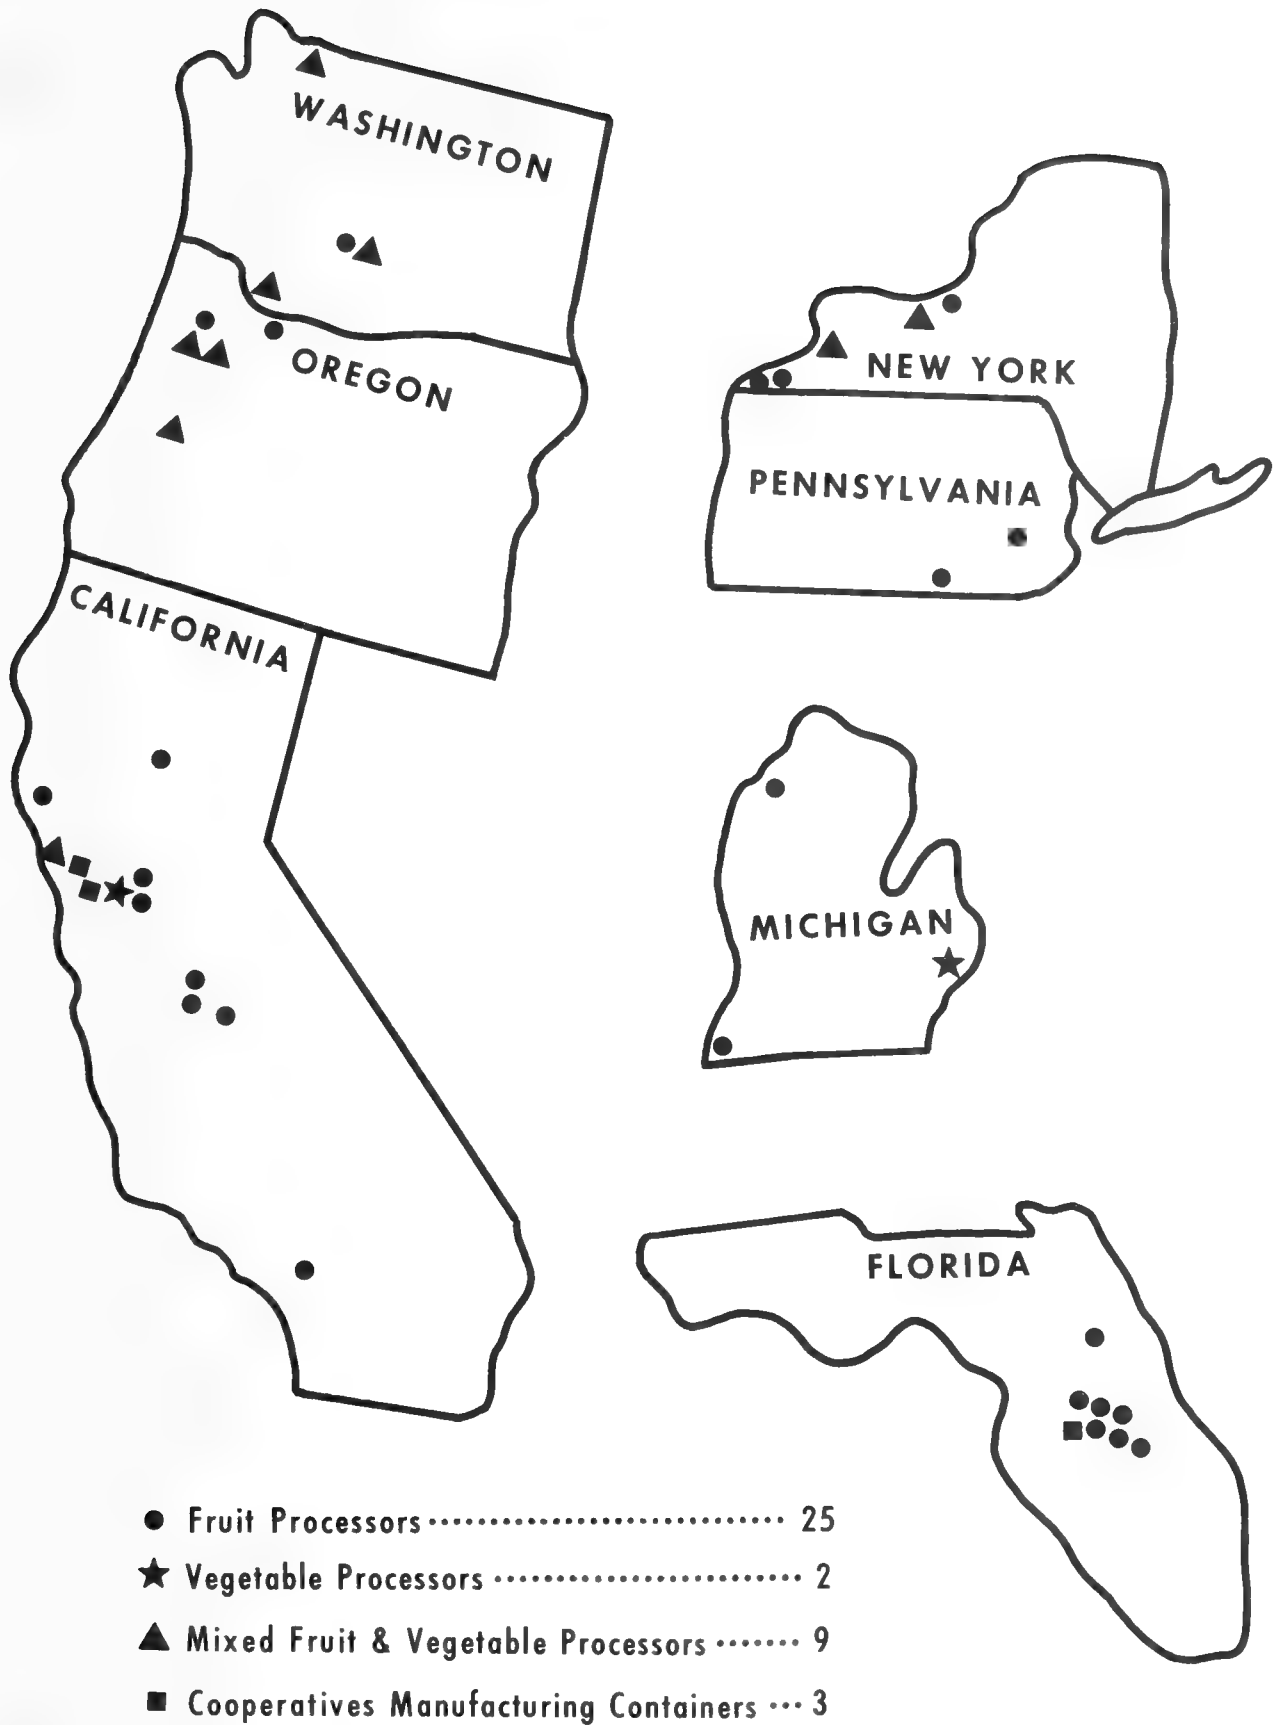 WASHINGTON
OREGON
CALIFORNIA
NEW YORK
PENNSYLVANIA
MICHIGAN
FLORIDA
● Fruit Processors ································ 25
★ Vegetable Processors ························· 2
▲ Mixed Fruit & Vegetable Processors ······· 9
■ Cooperatives Manufacturing Containers ··· 3